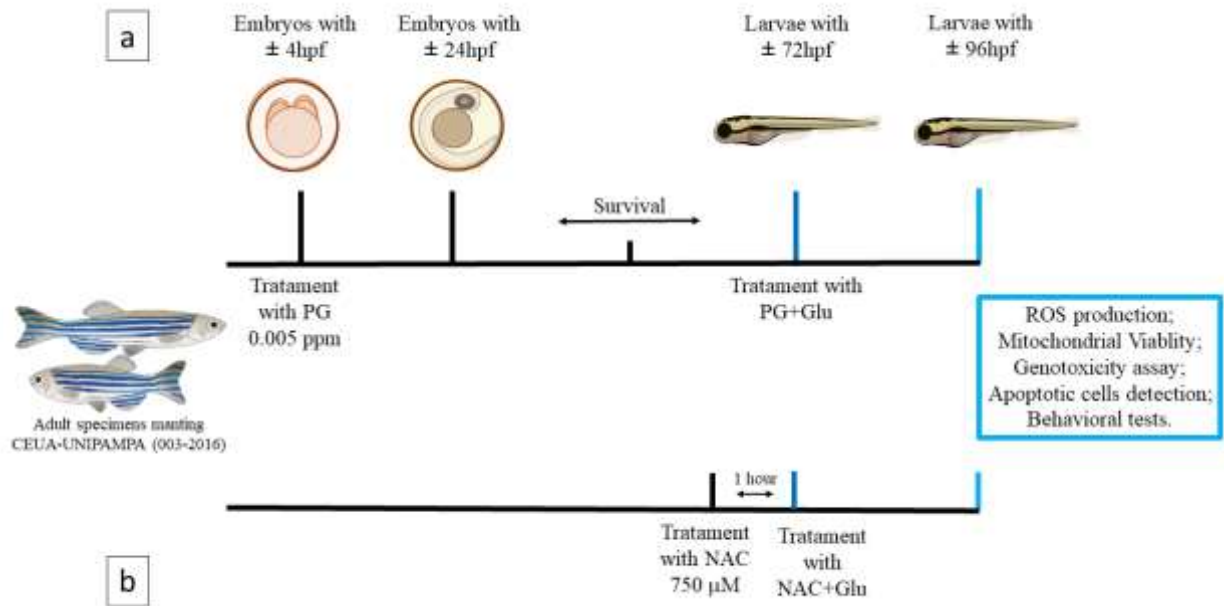 a
Embryos with
± 4hpf
Embryos with
± 24hpf
Larvae with
± 72hpf
Larvae with
± 96hpf
Survival
Tratament
with PG
0.005 ppm
Tratament with
PG+Glu
Adult specimens manting
CEUA-UNIPAMPA (003-2016)
ROS production;
Mitochondrial Viablity;
Genotoxicity assay;
Apoptotic cells detection;
Behavioral tests.
1 hour
Tratament
with NAC
750 µM
Tratament
with
NAC+Glu
b